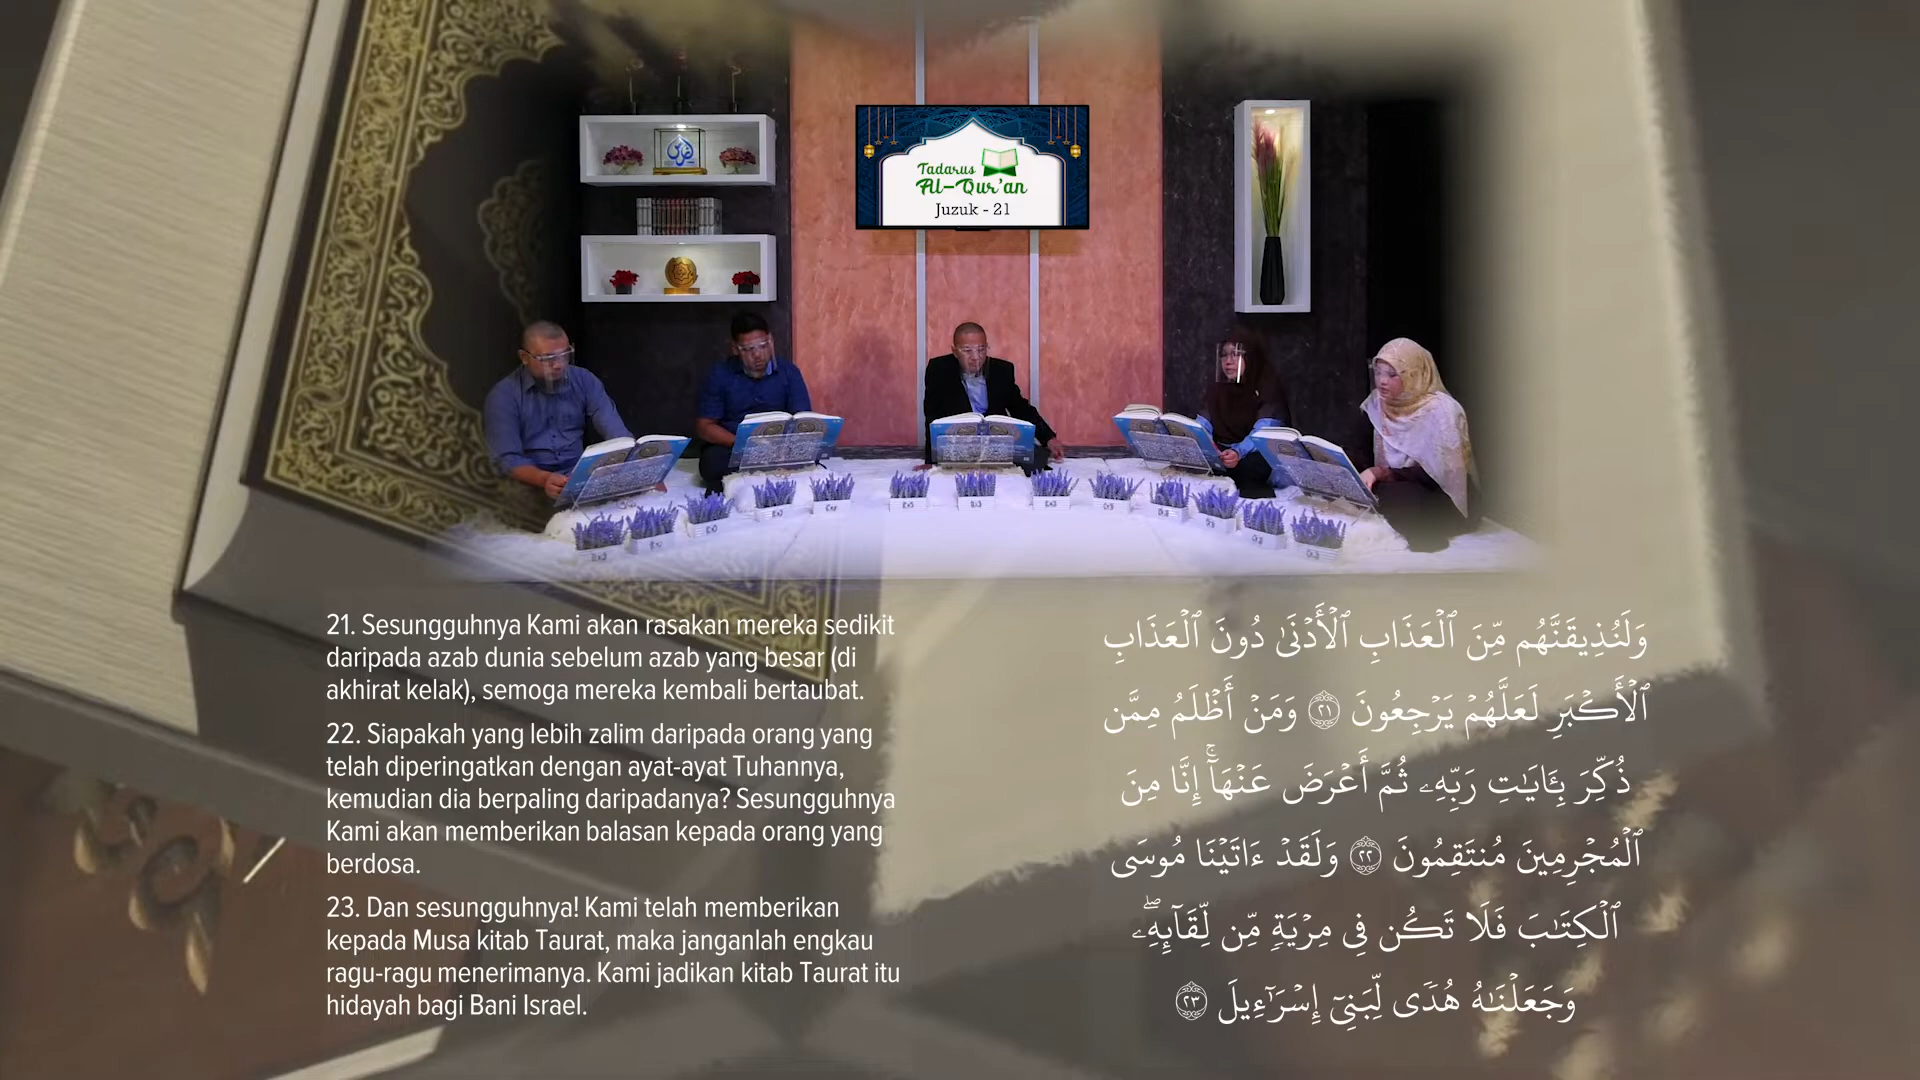 Tadarus
Al-Qur'an
Juzuk - 21
21. Sesungguhnya Kami akan rasakan mereka sedikit
daripada azab dunia sebelum azab yang besar (di
akhirat kelak), semoga mereka kembali bertaubat.
22. Siapakah yang lebih zalim daripada orang yang
telah diperingatkan dengan ayat-ayat Tuhannya,
kemudian dia berpaling daripadanya? Sesungguhnya
Kami akan memberikan balasan kepada orang yang
berdosa.
23. Dan sesungguhnya! Kami telah memberikan
kepada Musa kitab Taurat, maka janganlah engkau
ragu-ragu menerimanya. Kami jadikan kitab Taurat itu
hidayah bagi Bani Israel.
وَلَنُذِيقَنَّهُم مِّنَ ٱلۡعَذَابِ ٱلۡأَدۡنَىٰ دُونَ ٱلۡعَذَابِ
ٱلۡأَكۡبَرِ لَعَلَّهُمۡ يَرۡجِعُونَ ٢١ وَمَنۡ أَظۡلَمُ مِمَّن
ذُكِّرَ بِـَٔايَٰتِ رَبِّهِۦ ثُمَّ أَعۡرَضَ عَنۡهَآۚ إِنَّا مِنَ
ٱلۡمُجۡرِمِينَ مُنتَقِمُونَ ٢٢ وَلَقَدۡ ءَاتَيۡنَا مُوسَى
ٱلۡكِتَٰبَ فَلَا تَكُن فِي مِرۡيَةٖ مِّن لِّقَآئِهِۦۖ
وَجَعَلۡنَٰهُ هُدٗى لِّبَنِيٓ إِسۡرَٰٓءِيلَ ٢٣